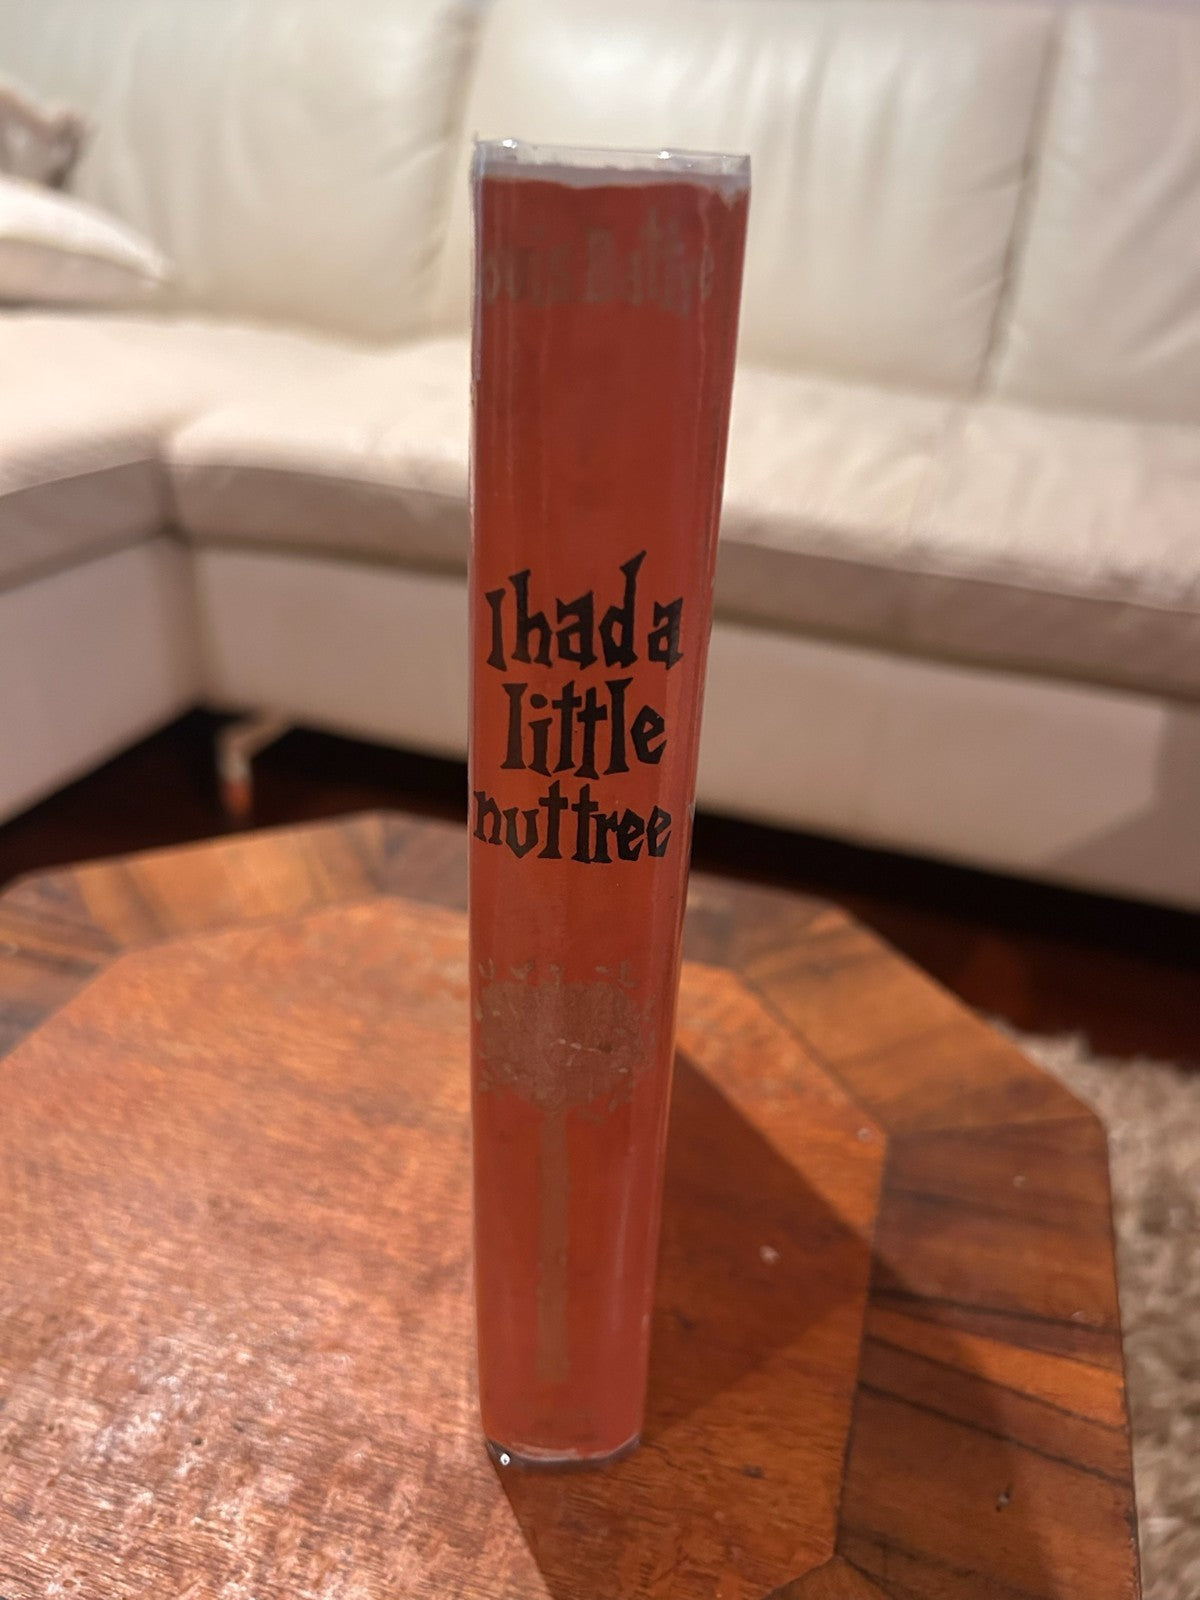 I had a
little
nut tree